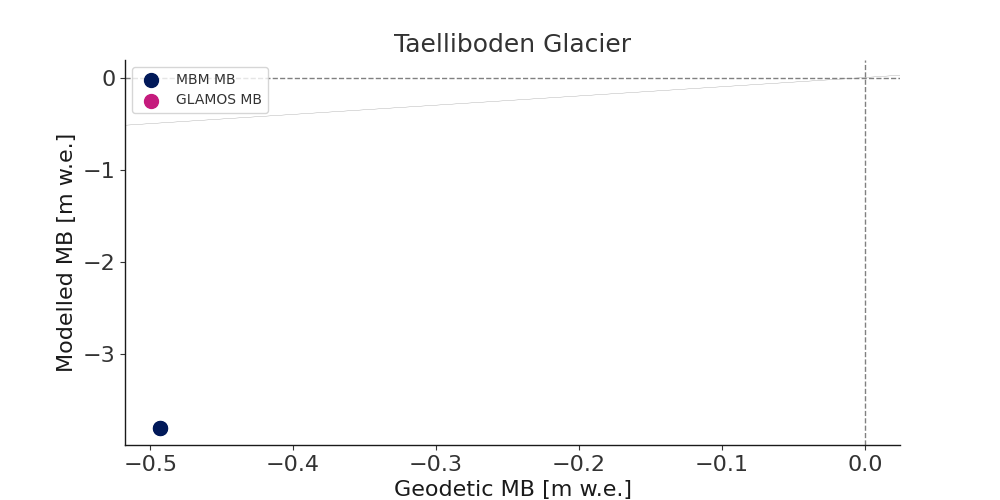 Taelliboden Glacier
MBM MB
GLAMOS MB
0
−1
−2
−3
Modelled MB [m w.e.]
−0.5 −0.4 −0.3 −0.2 −0.1 0.0
Geodetic MB [m w.e.]